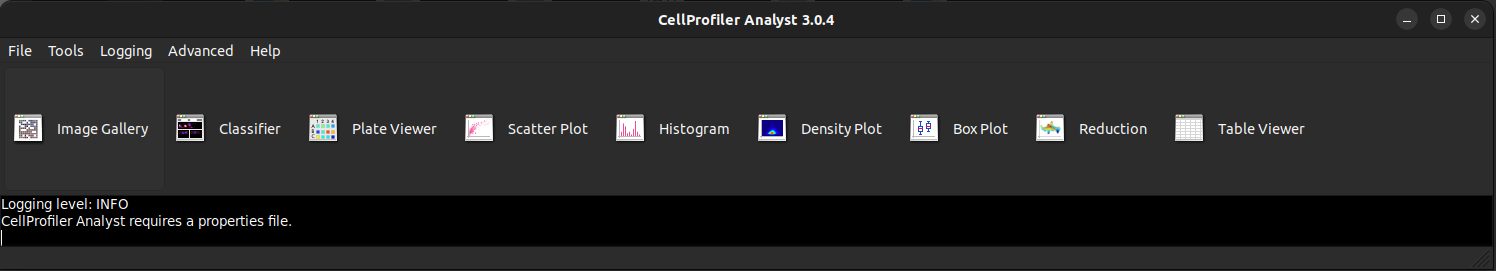 CellProfiler Analyst 3.0.4
File Tools Logging Advanced Help
Image Gallery Classifier Plate Viewer Scatter Plot Histogram Density Plot Box Plot Reduction Table Viewer
Logging level: INFO
CellProfiler Analyst requires a properties file.